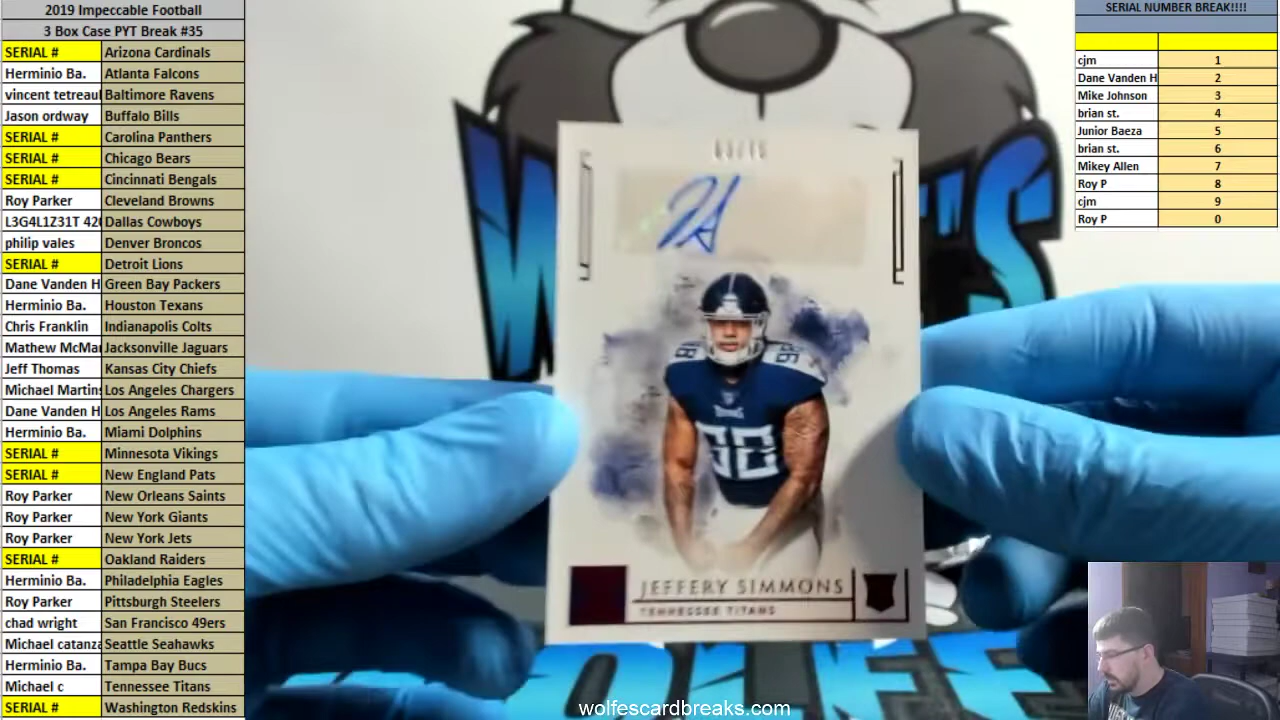 2019 Impeccable Football
3 Box Case PYT Break #35
SERIAL # Arizona Cardinals
Herminio Ba. Atlanta Falcons
vincent tetreaul Baltimore Ravens
Jason ordway Buffalo Bills
SERIAL # Carolina Panthers
SERIAL # Chicago Bears
SERIAL # Cincinnati Bengals
Roy Parker Cleveland Browns
L3G4L1Z31T 420 Dallas Cowboys
philip vales Denver Broncos
SERIAL # Detroit Lions
Dane Vanden H Green Bay Packers
Herminio Ba. Houston Texans
Chris Franklin Indianapolis Colts
Mathew McMar Jacksonville Jaguars
Jeff Thomas Kansas City Chiefs
Michael Martins Los Angeles Chargers
Dane Vanden H Los Angeles Rams
Herminio Ba. Miami Dolphins
SERIAL # Minnesota Vikings
SERIAL # New England Pats
Roy Parker New Orleans Saints
Roy Parker New York Giants
Roy Parker New York Jets
SERIAL # Oakland Raiders
Herminio Ba. Philadelphia Eagles
Roy Parker Pittsburgh Steelers
chad wright San Francisco 49ers
Michael catanza Seattle Seahawks
Herminio Ba. Tampa Bay Bucs
Michael c Tennessee Titans
SERIAL # Washington Redskins
SERIAL NUMBER BREAK!!!!
cjm 1
Dane Vanden H 2
Mike Johnson 3
brian st. 4
Junior Baeza 5
brian st. 6
Mikey Allen 7
Roy P 8
cjm 9
Roy P 0
98
JEFFERY SIMMONS
TENNESSEE TITANS
wolfescardbreaks.com